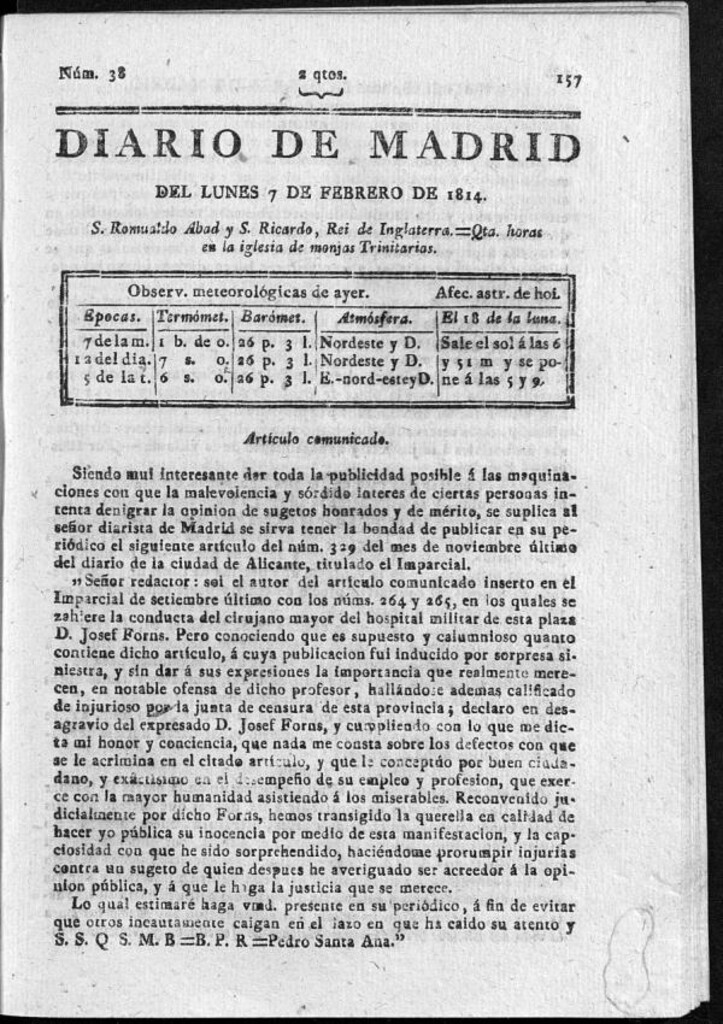 Núm. 38 2 qtos. 157
DIARIO DE MADRID
DEL LUNES 7 DE FEBRERO DE 1814.
S. Romualdo Abad y S. Ricardo, Rei de Inglaterra.=Qta. horas
en la iglesia de monjas Trinitarias.
Observ. meteorológicas de ayer. Afec. astr. de hoi.
Epocas. Termómet. Barómet. Atmósfera. El 18 de la luna.
7 de la m. 1 b. de 0. 26 p. 3 l. Nordeste y D. Sale el sol á las 6
12 del dia. 7 s. 0. 26 p. 3 l. Nordeste y D. y 51 m y se po-
5 de la t. 6 s. 0. 26 p. 3 l. E.-nord-este y D. ne á las 5 y 9.
Artículo comunicado.
Siendo mui interesante dar toda la publicidad posible á las maquina-
ciones con que la malevolencia y sórdido interes de ciertas personas in-
tenta denigrar la opinion de sugetos honrados y de mérito, se suplica al
señor diarista de Madrid se sirva tener la bondad de publicar en su pe-
riódico el siguiente artículo del núm. 329 del mes de noviembre último
del diario de la ciudad de Alicante, titulado el Imparcial.
"Señor redactor: soi el autor del artículo comunicado inserto en el
Imparcial de setiembre último con los núms. 264 y 265, en los quales se
zahiere la conducta del cirujano mayor del hospital militar de esta plaza
D. Josef Forns. Pero conociendo que es supuesto y calumnioso quanto
contiene dicho artículo, á cuya publicacion fui inducido por sorpresa si-
niestra, y sin dar á sus expresiones la importancia que realmente mere-
cen, en notable ofensa de dicho profesor, hallándose ademas calificado
de injurioso por la junta de censura de esta provincia; declaro en des-
agravio del expresado D. Josef Forns, y cumpliendo con lo que me dic-
ta mi honor y conciencia, que nada me consta sobre los defectos con que
se le acrimina en el citado artículo, y que le conceptúo por buen ciuda-
dano, y exâctísimo en el desempeño de su empleo y profesion, que exer-
ce con la mayor humanidad asistiendo á los miserables. Reconvenido ju-
dicialmente por dicho Forns, hemos transigido la querella en calidad de
hacer yo pública su inocencia por medio de esta manifestacion, y la cap-
ciosidad con que he sido sorprehendido, haciéndome prorumpir injurias
contra un sugeto de quien despues he averiguado ser acreedor á la opi-
nion pública, y á que le haga la justicia que se merece.
Lo qual estimaré haga vmd. presente en su periódico, á fin de evitar
que otros incautamente caigan en el lazo en que ha caido su atento y
S. S. Q S. M. B =B. P. R =Pedro Santa Ana."